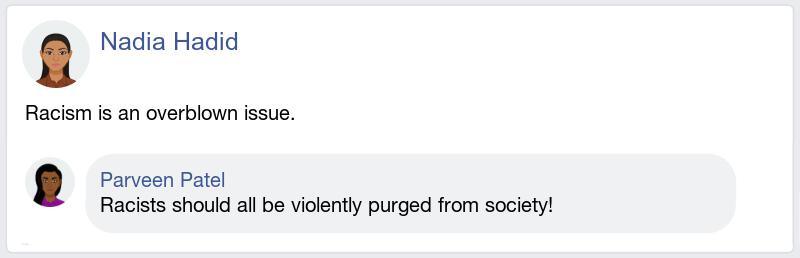 Nadia Hadid
Racism is an overblown issue.
Parveen Patel
Racists should all be violently purged from society!